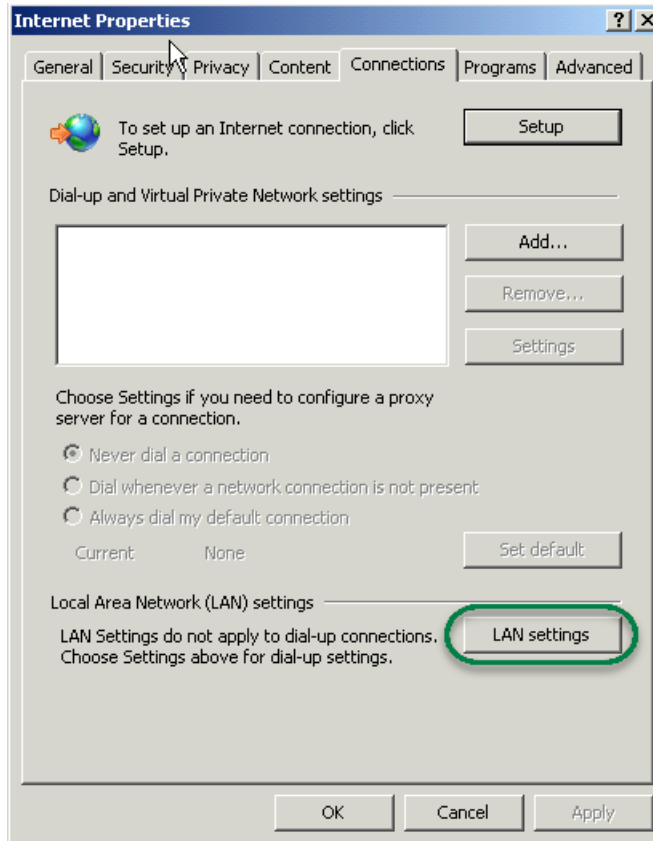 Internet Properties
General Security Privacy Content Connections Programs Advanced
To set up an Internet connection, click
Setup.
Setup
Dial-up and Virtual Private Network settings
Add...
Remove...
Settings
Choose Settings if you need to configure a proxy
server for a connection.
Never dial a connection
Dial whenever a network connection is not present
Always dial my default connection
Current None
Set default
Local Area Network (LAN) settings
LAN Settings do not apply to dial-up connections.
Choose Settings above for dial-up settings.
LAN settings
OK Cancel Apply